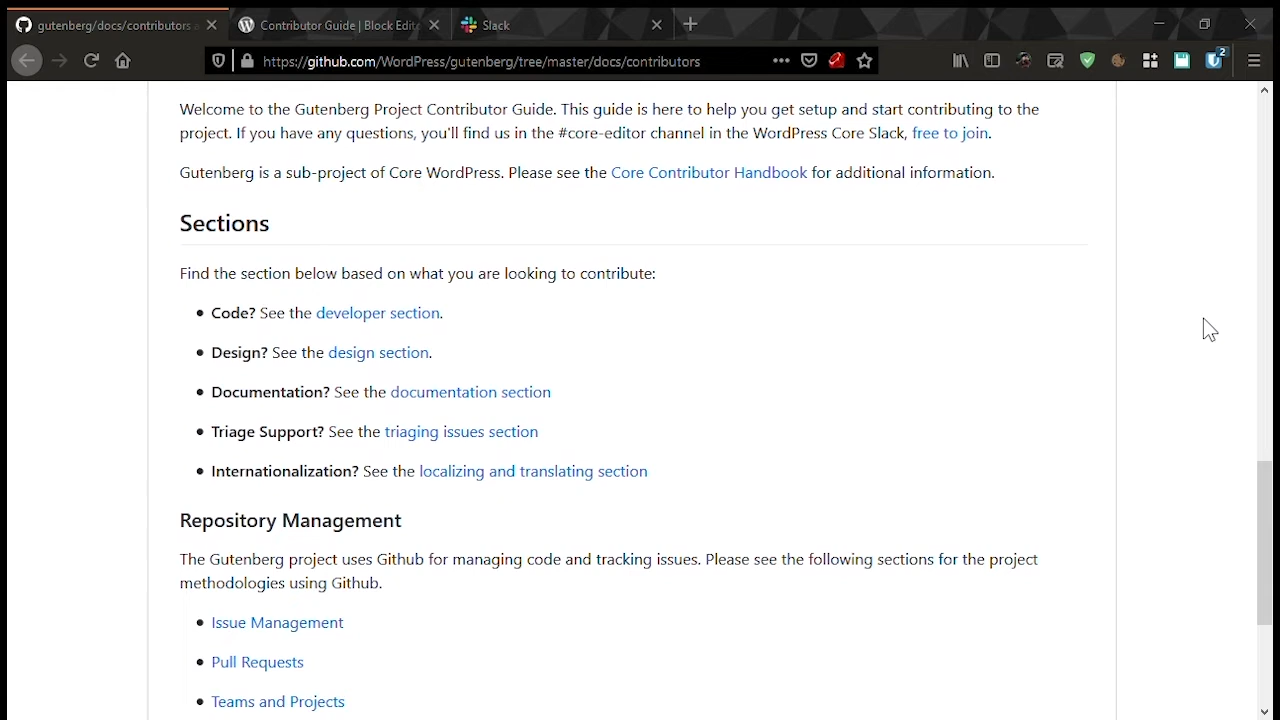 gutenberg/docs/contributors
Contributor Guide | Block Edit
Slack
https://github.com/WordPress/gutenberg/tree/master/docs/contributors
2
Welcome to the Gutenberg Project Contributor Guide. This guide is here to help you get setup and start contributing to the
project. If you have any questions, you'll find us in the #core-editor channel in the WordPress Core Slack, free to join.
Gutenberg is a sub-project of Core WordPress. Please see the Core Contributor Handbook for additional information.
Sections
Find the section below based on what you are looking to contribute:
• Code? See the developer section.
• Design? See the design section.
• Documentation? See the documentation section
• Triage Support? See the triaging issues section
• Internationalization? See the localizing and translating section
Repository Management
The Gutenberg project uses Github for managing code and tracking issues. Please see the following sections for the project
methodologies using Github.
• Issue Management
• Pull Requests
• Teams and Projects